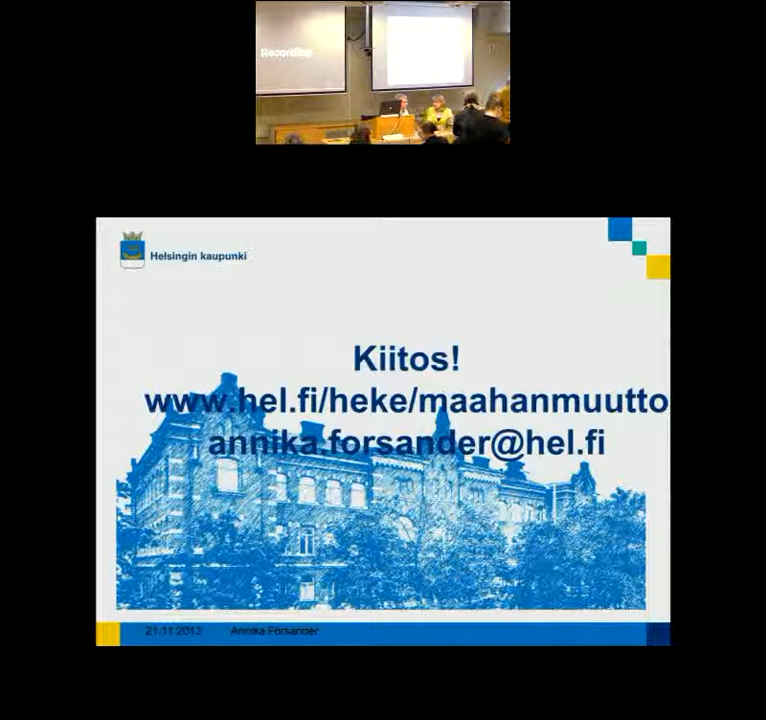 Recording
Helsingin kaupunki
Kiitos!
www.hel.fi/heke/maahanmuutto
annika.forsander@hel.fi
21.11.2013 Annika Forsander